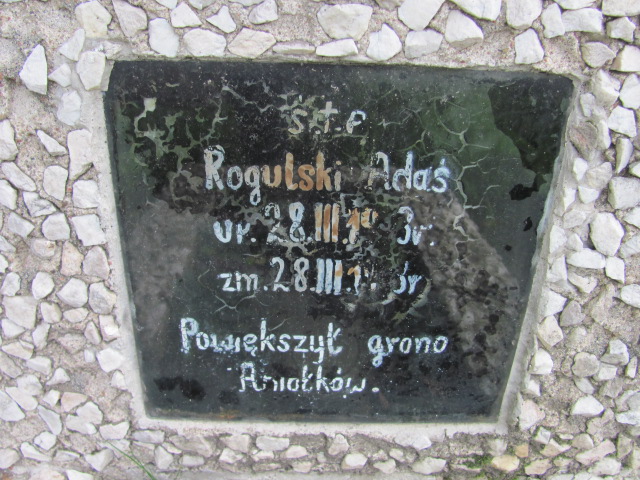 Ś.†P
Rogulski Adaś
ur. 28.III.
zm. 28.III.
Powiększył grono
Aniołków.